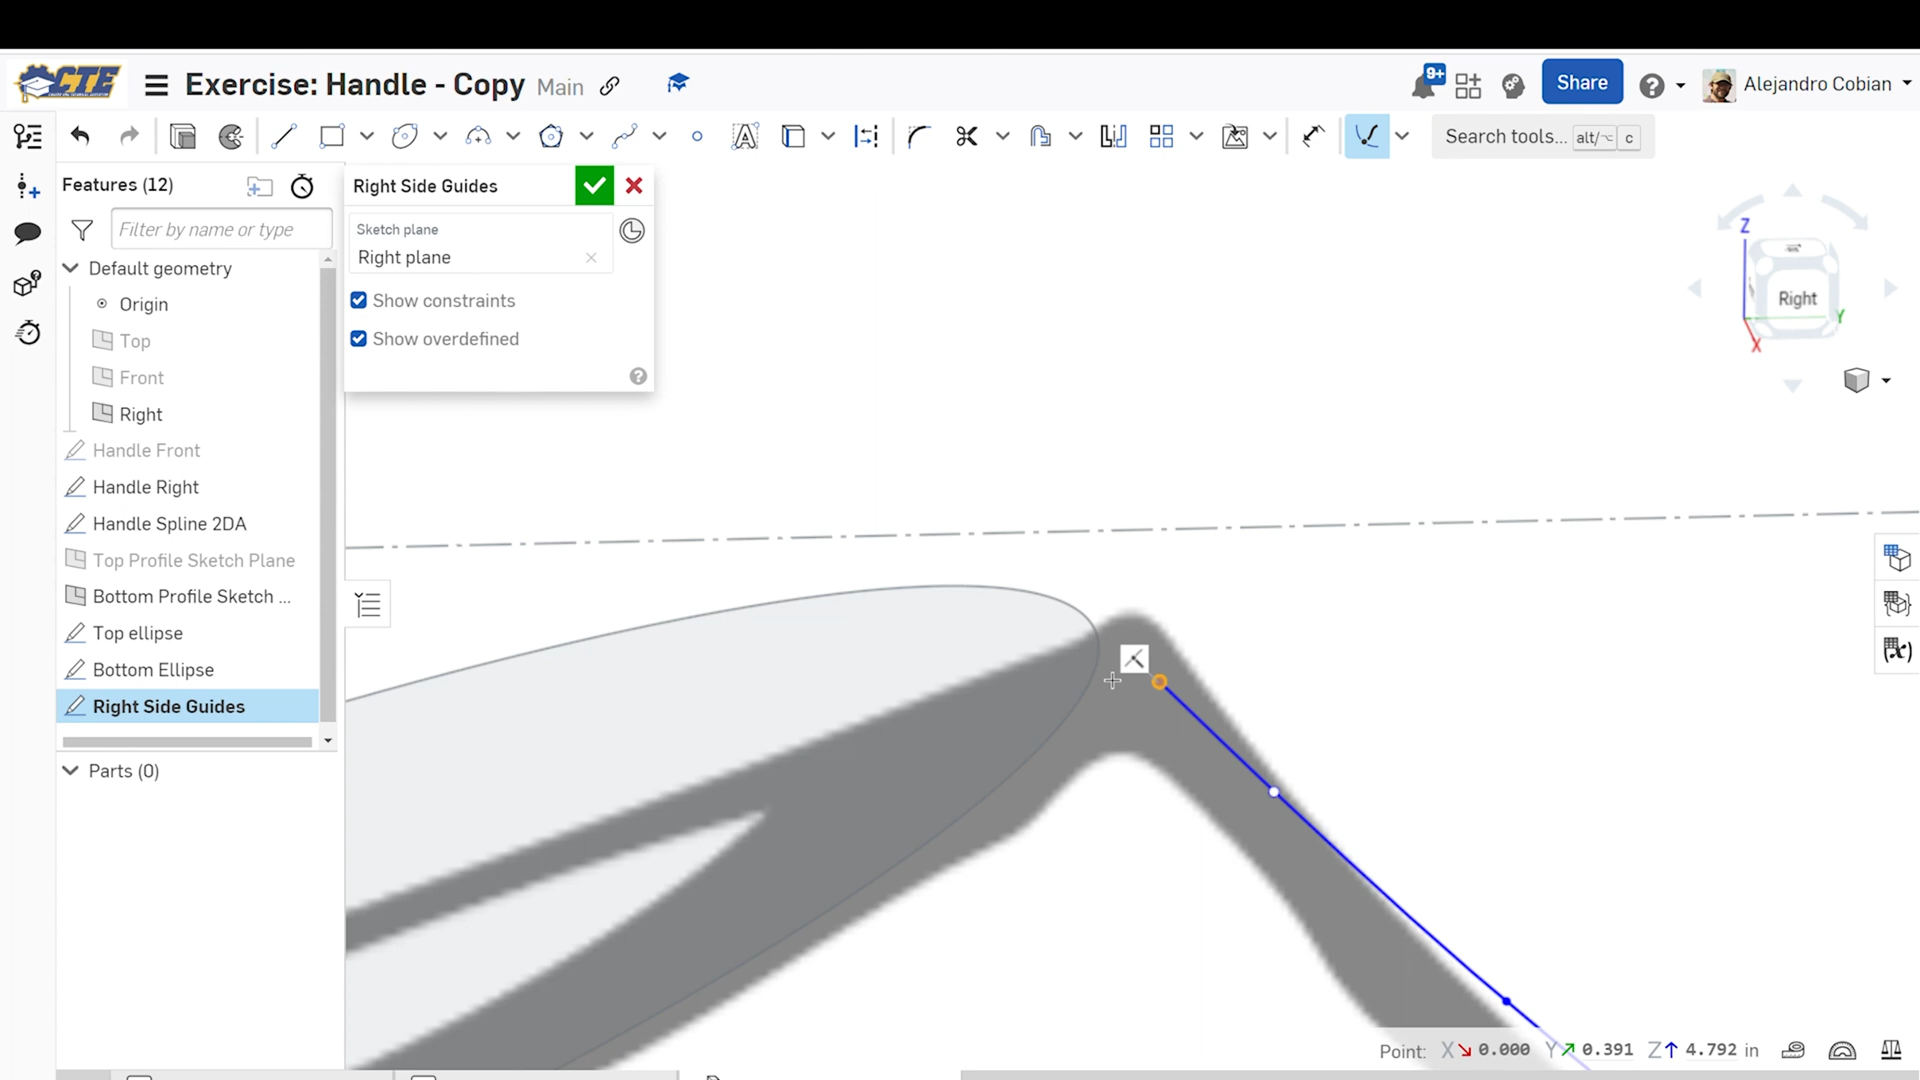 CTE
Exercise: Handle - Copy Main
9+
Share
Alejandro Cobian
Search tools... alt/⌥ c
Features (12)
Filter by name or type
Default geometry
Origin
Top
Front
Right
Handle Front
Handle Right
Handle Spline 2DA
Top Profile Sketch Plane
Bottom Profile Sketch ...
Top ellipse
Bottom Ellipse
Right Side Guides
Parts (0)
Right Side Guides
Sketch plane
Right plane
Show constraints
Show overdefined
Z
Right
Y
X
Point: X 0.000 Y 0.391 Z 4.792 in